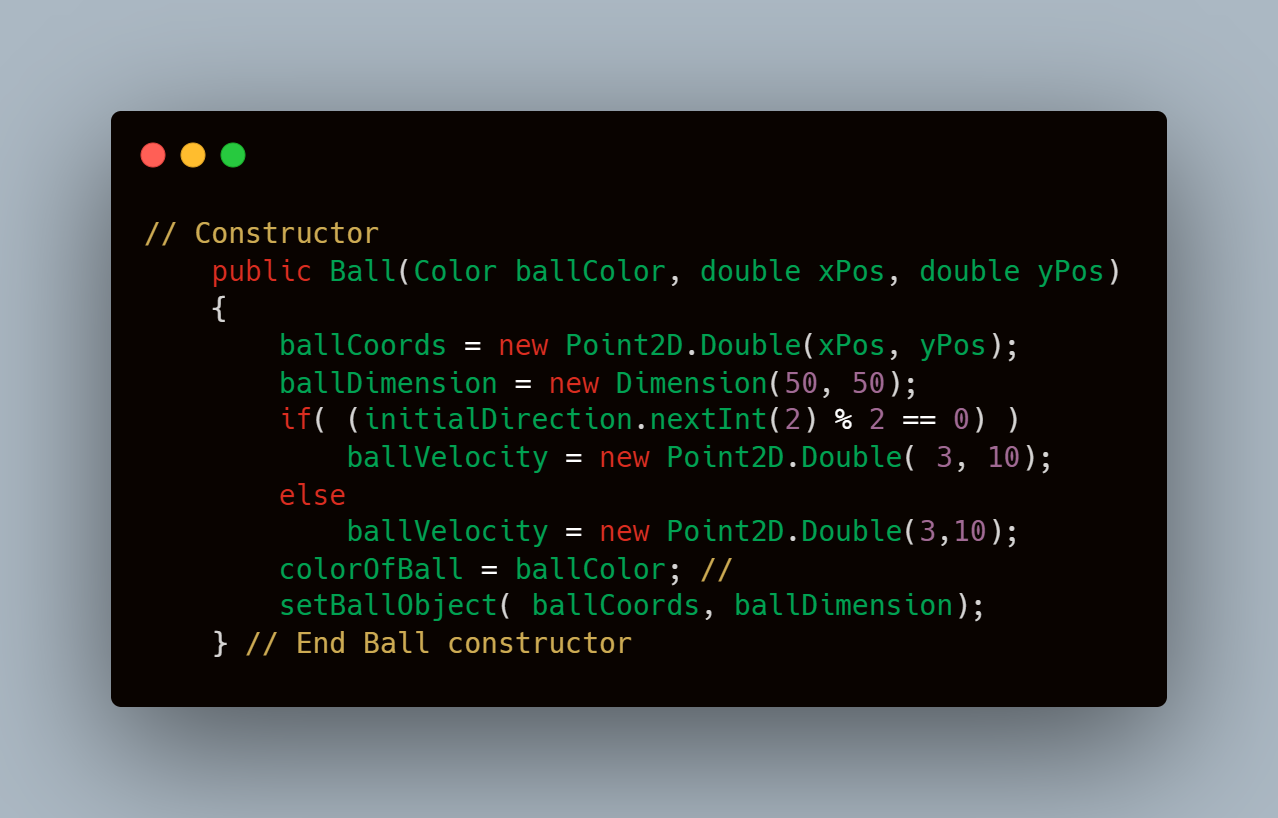 // Constructor
    public Ball(Color ballColor, double xPos, double yPos)
    {
        ballCoords = new Point2D.Double(xPos, yPos);
        ballDimension = new Dimension(50, 50);
        if( (initialDirection.nextInt(2) % 2 == 0) )
            ballVelocity = new Point2D.Double( 3, 10);
        else
            ballVelocity = new Point2D.Double(3,10);
        colorOfBall = ballColor; //
        setBallObject( ballCoords, ballDimension);
    } // End Ball constructor